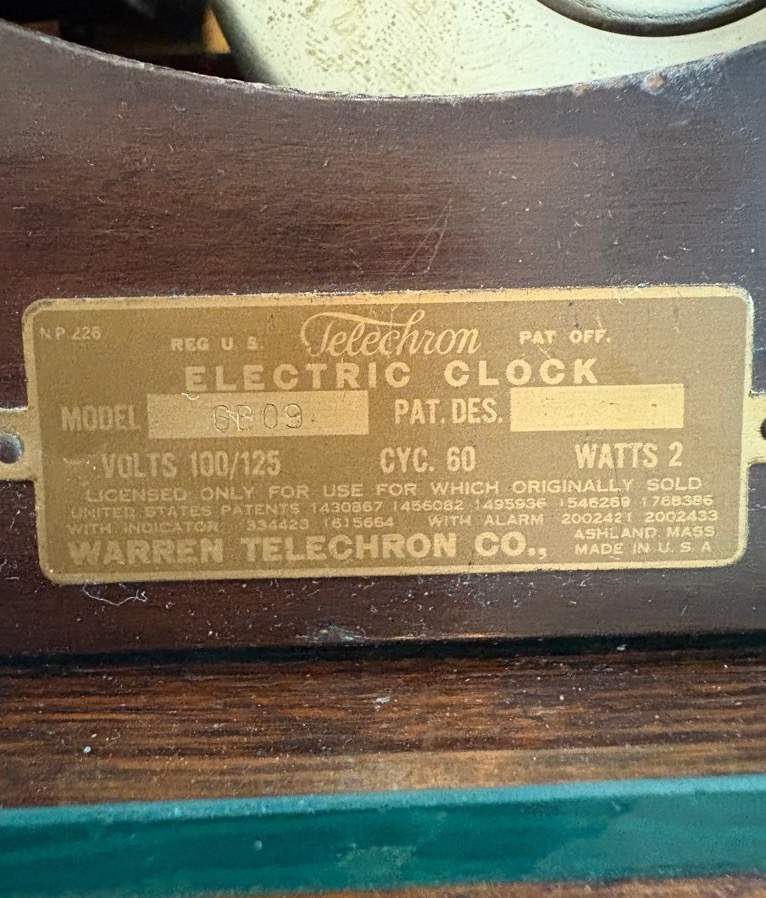 NP 226
REG U S. Telechron PAT OFF.
ELECTRIC CLOCK
MODEL 6B09 PAT. DES.
VOLTS 100/125 CYC. 60 WATTS 2
LICENSED ONLY FOR USE FOR WHICH ORIGINALLY SOLD
UNITED STATES PATENTS 1430867 1456082 1495936 1546269 1768386
WITH INDICATOR 334423 1615664 WITH ALARM 2002421 2002433
WARREN TELECHRON CO., ASHLAND. MASS
MADE IN U. S. A